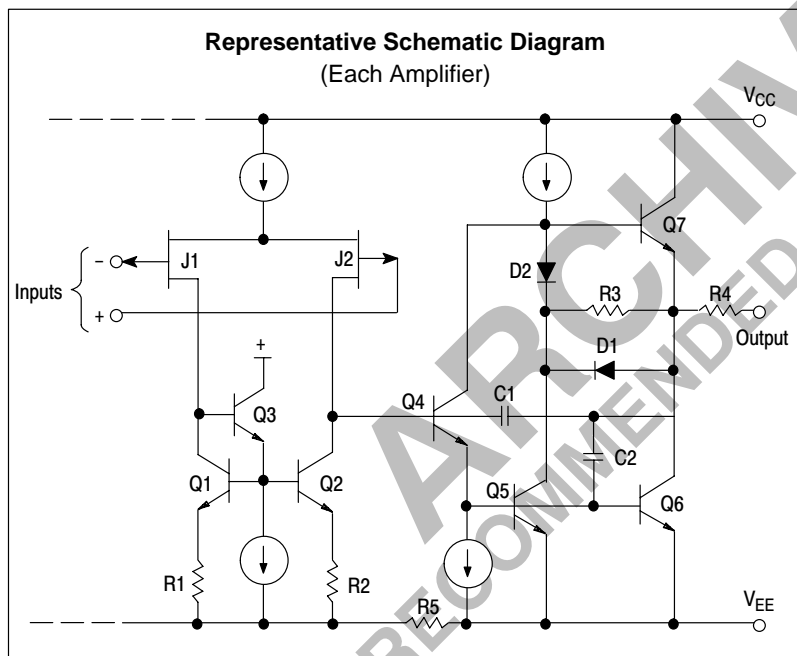 Representative Schematic Diagram
(Each Amplifier)
VCC
Q7
J1
J2
D2
−
Inputs
+
R3
R4
Output
D1
+
Q3
Q4
C1
C2
Q1
Q2
Q5
Q6
R1
R2
R5
VEE
ARCHIV
RECOMMENDED